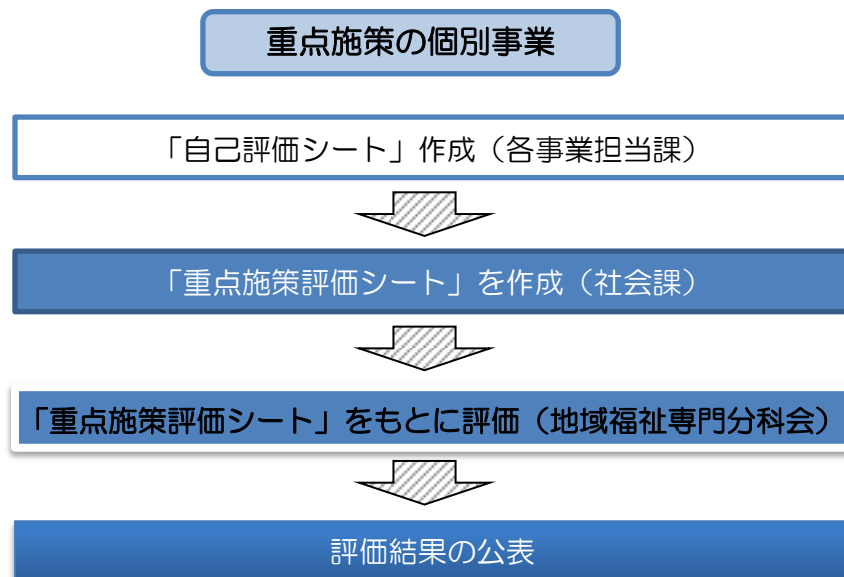 重点施策の個別事業
「自己評価シート」作成（各事業担当課）
「重点施策評価シート」を作成（社会課）
「重点施策評価シート」をもとに評価（地域福祉専門分科会）
評価結果の公表